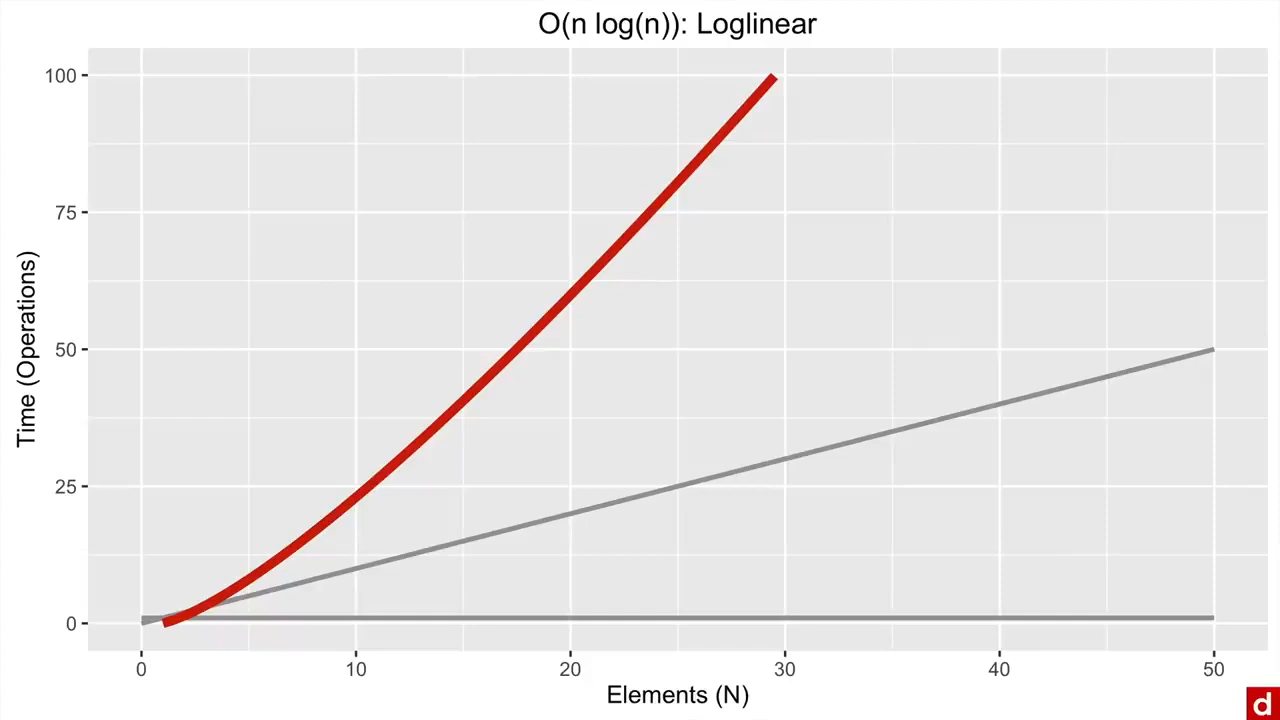 O(n log(n)): Loglinear
Time (Operations)
100
75
50
25
0
0 10 20 30 40 50
Elements (N)
d